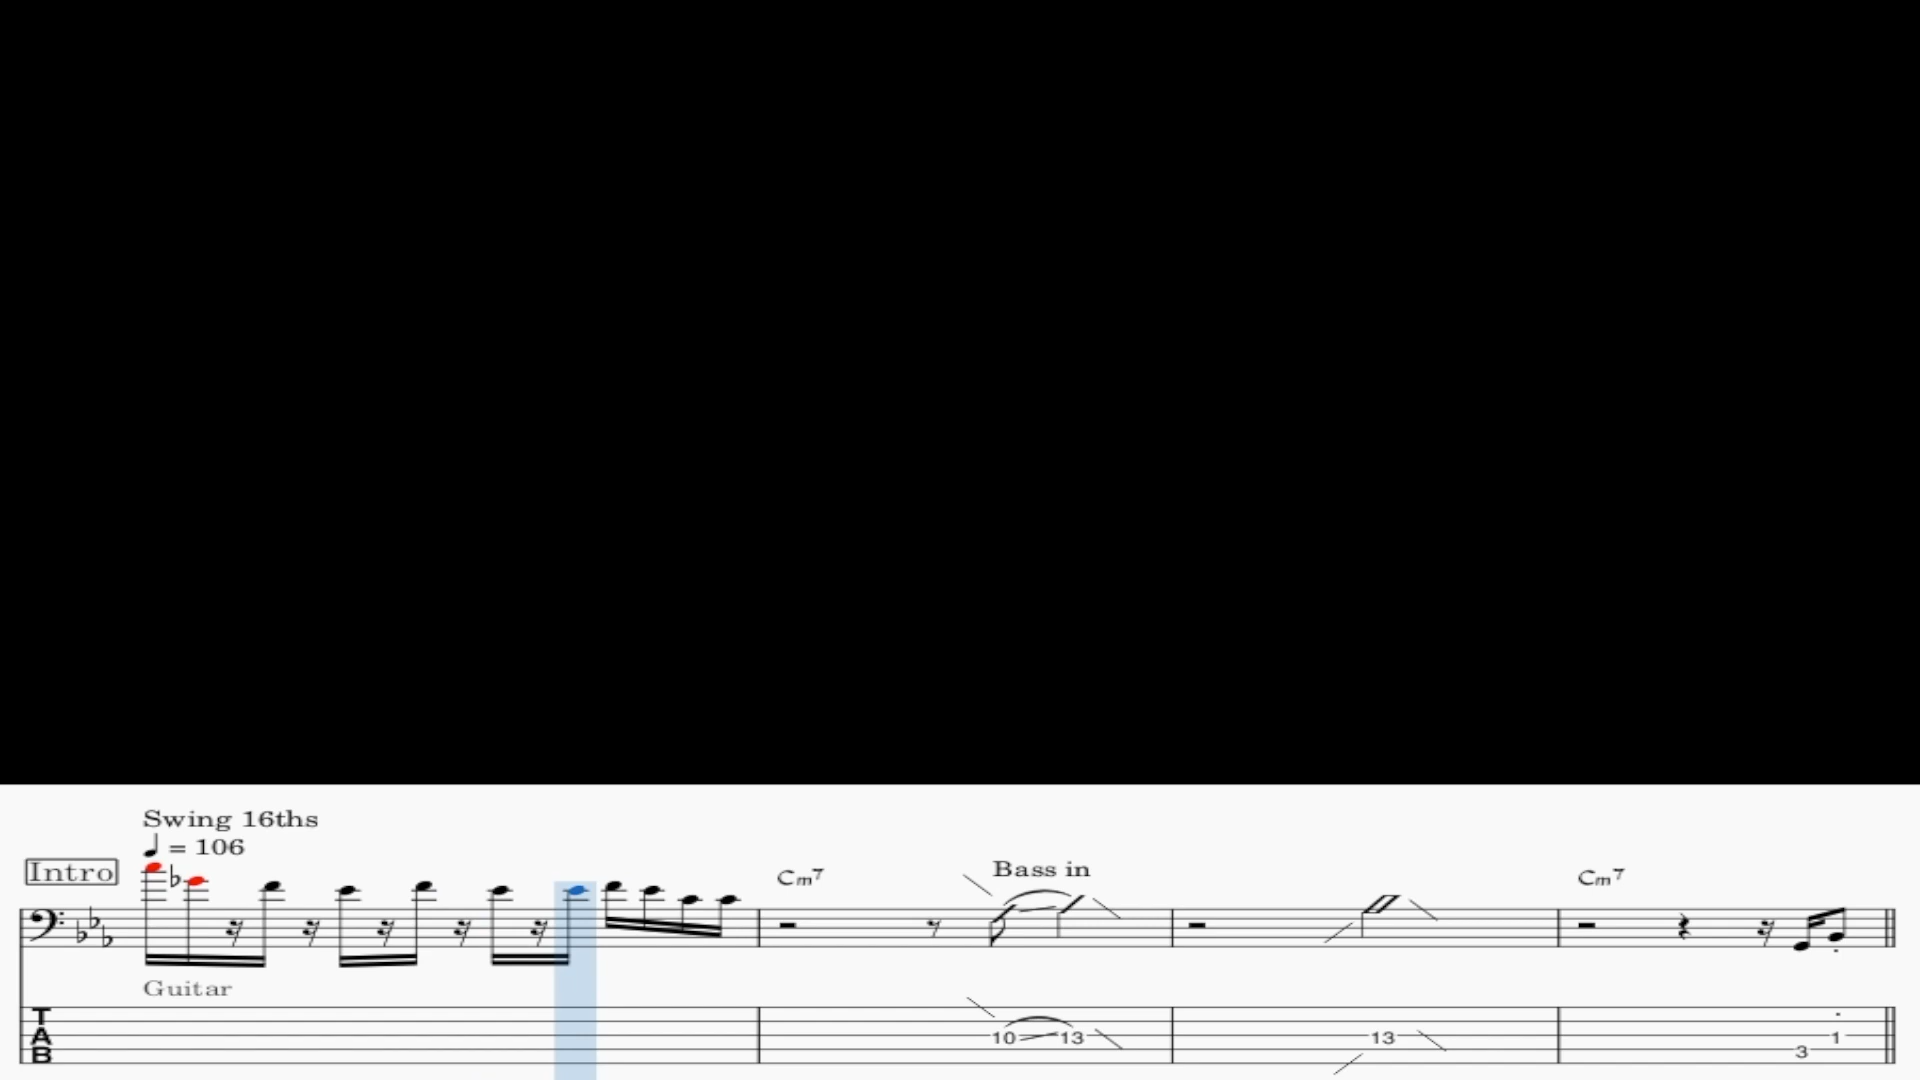 Swing 16ths
♩ = 106
Intro
Cm7
Bass in
Cm7
Guitar
T
A
B
10 13
13
1
3